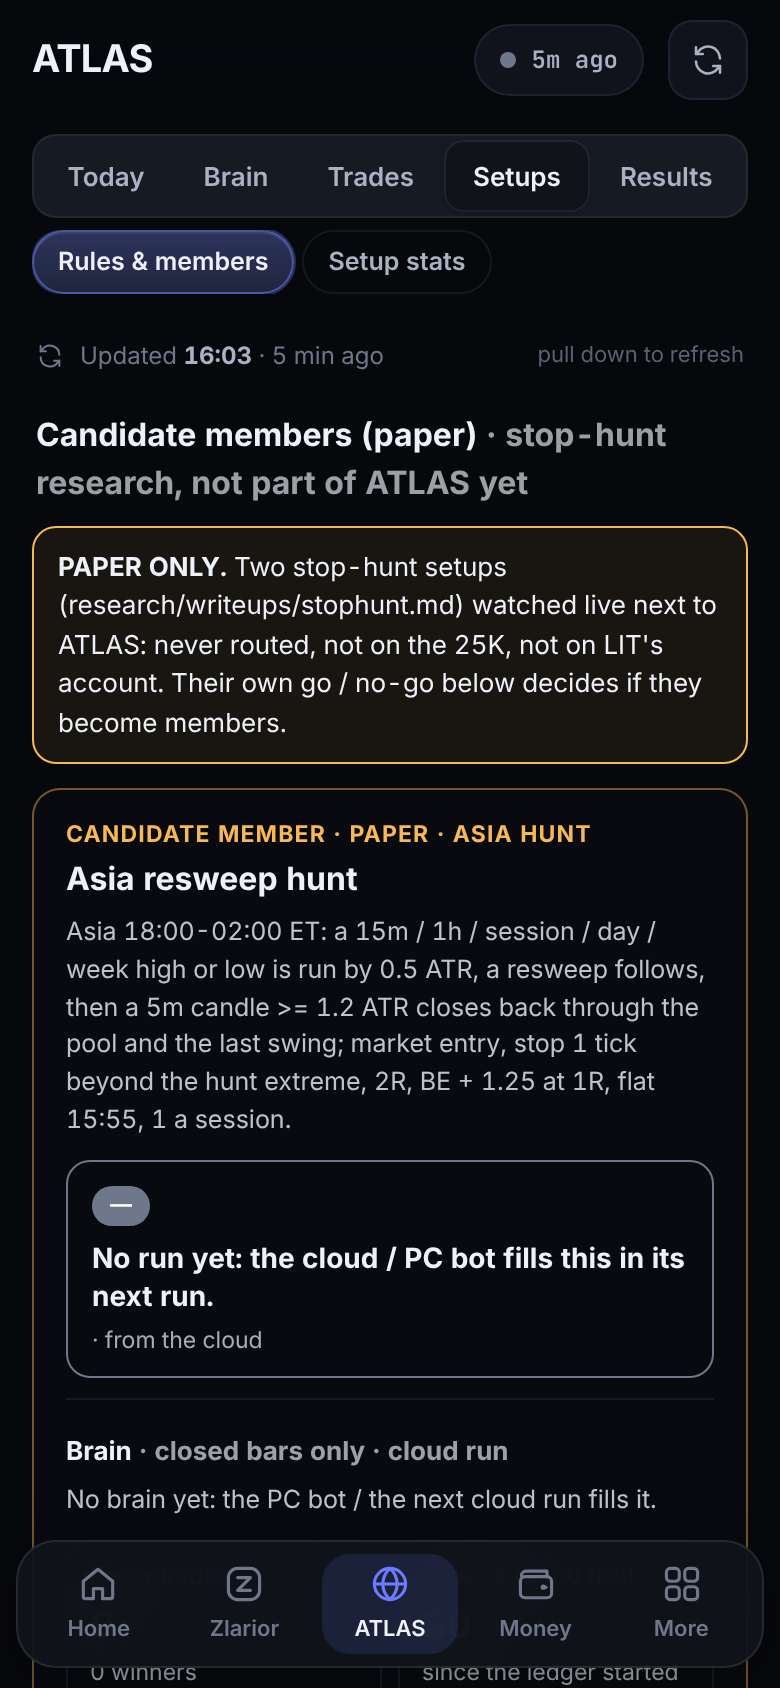 ATLAS
5m ago
Today
Brain
Trades
Setups
Results
Rules & members
Setup stats
Updated 16:03 · 5 min ago
pull down to refresh
Candidate members (paper) · stop-hunt
research, not part of ATLAS yet
PAPER ONLY. Two stop-hunt setups
(research/writeups/stophunt.md) watched live next to
ATLAS: never routed, not on the 25K, not on LIT's
account. Their own go / no-go below decides if they
become members.
CANDIDATE MEMBER · PAPER · ASIA HUNT
Asia resweep hunt
Asia 18:00-02:00 ET: a 15m / 1h / session / day /
week high or low is run by 0.5 ATR, a resweep follows,
then a 5m candle >= 1.2 ATR closes back through the
pool and the last swing; market entry, stop 1 tick
beyond the hunt extreme, 2R, BE + 1.25 at 1R, flat
15:55, 1 a session.
—
No run yet: the cloud / PC bot fills this in its
next run.
· from the cloud
Brain · closed bars only · cloud run
No brain yet: the PC bot / the next cloud run fills it.
Home
Zlarior
ATLAS
Money
More
0 winners
since the ledger started